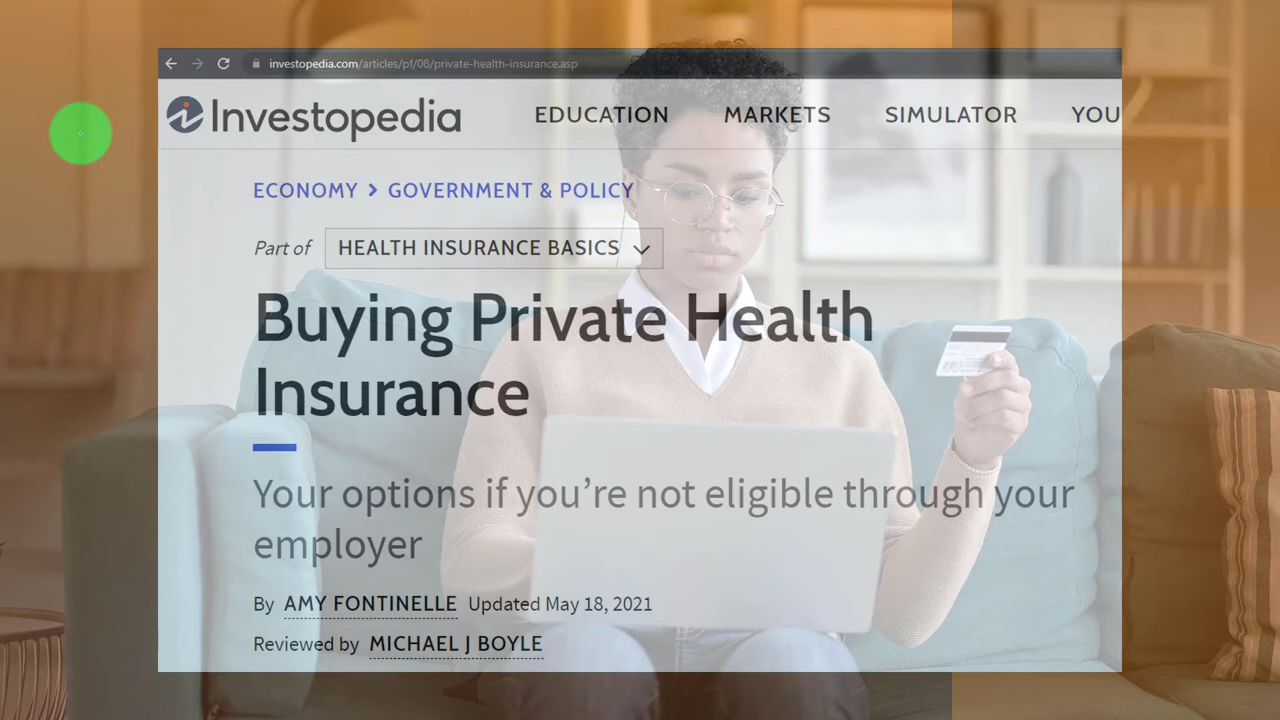 investopedia.com/articles/pf/08/private-health-insurance.asp
Investopedia EDUCATION MARKETS SIMULATOR YOU
ECONOMY > GOVERNMENT & POLICY
Part of HEALTH INSURANCE BASICS
Buying Private Health
Insurance
Your options if you’re not eligible through your
employer
By AMY FONTINELLE Updated May 18, 2021
Reviewed by MICHAEL J BOYLE